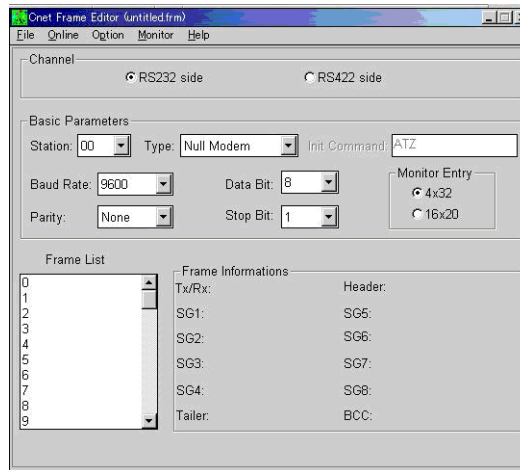 Cnet Frame Editor (untitled.frm)
File Online Option Monitor Help
Channel
RS232 side RS422 side
Basic Parameters
Station: 00 Type: Null Modem Init Command: ATZ
Baud Rate: 9600 Data Bit: 8 Monitor Entry
4x32
Parity: None Stop Bit: 1 16x20
Frame List
Frame Informations
0
1
2
3
4
5
6
7
8
9
Tx/Rx: Header:
SG1: SG5:
SG2: SG6:
SG3: SG7:
SG4: SG8:
Tailer: BCC: